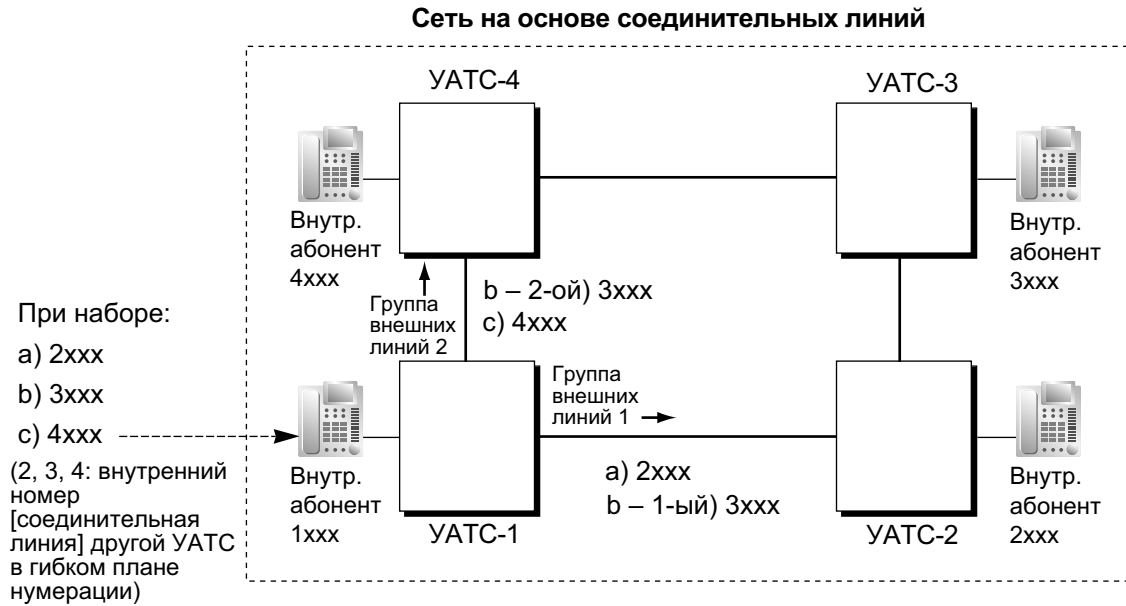 Сеть на основе соединительных линий
УАТС-4
УАТС-3
Внутр.
абонент
4xxx
Внутр.
абонент
3xxx
Группа
внешних
линий 2
b – 2-ой) 3xxx
c) 4xxx
При наборе:
a) 2xxx
b) 3xxx
c) 4xxx
(2, 3, 4: внутренний
номер
[соединительная
линия] другой УАТС
в гибком плане
нумерации)
Группа
внешних
линий 1
Внутр.
абонент
1xxx
a) 2xxx
b – 1-ый) 3xxx
Внутр.
абонент
2xxx
УАТС-1
УАТС-2